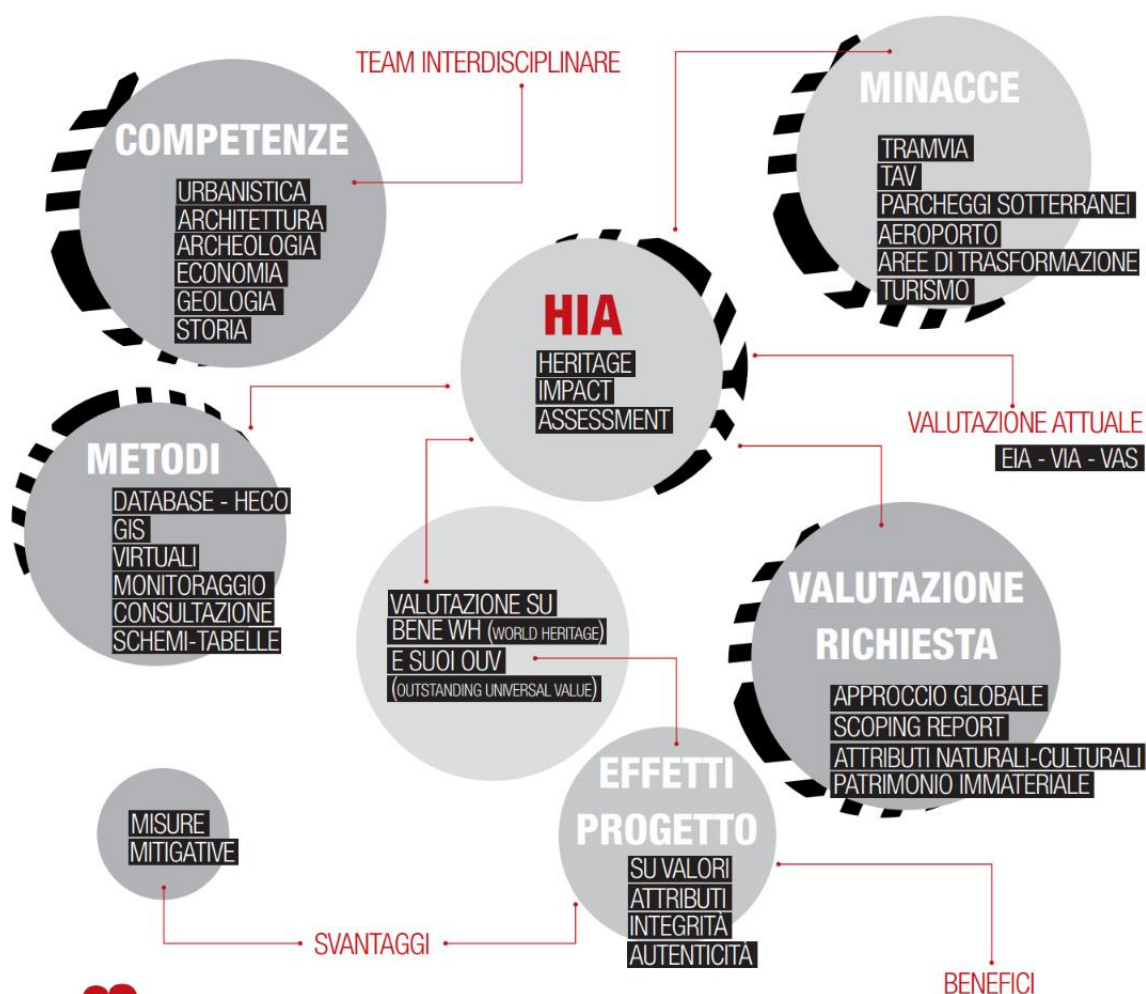 TEAM INTERDISCIPLINARE
COMPETENZE
URBANISTICA
ARCHITETTURA
ARCHEOLOGIA
ECONOMIA
GEOLOGIA
STORIA
MINACCE
TRAMVIA
TAV
PARCHEGGI SOTTERRANEI
AEROPORTO
AREE DI TRASFORMAZIONE
TURISMO
HIA
HERITAGE
IMPACT
ASSESSMENT
VALUTAZIONE ATTUALE
EIA - VIA - VAS
METODI
DATABASE - HECO
GIS
VIRTUALI
MONITORAGGIO
CONSULTAZIONE
SCHEMI-TABELLE
VALUTAZIONE SU
BENE WH (WORLD HERITAGE)
E SUOI OUV
(OUTSTANDING UNIVERSAL VALUE)
VALUTAZIONE
RICHIESTA
APPROCCIO GLOBALE
SCOPING REPORT
ATTRIBUTI NATURALI-CULTURALI
PATRIMONIO IMMATERIALE
EFFETTI
PROGETTO
SU VALORI
ATTRIBUTI
INTEGRITÀ
AUTENTICITÀ
MISURE
MITIGATIVE
SVANTAGGI
BENEFICI